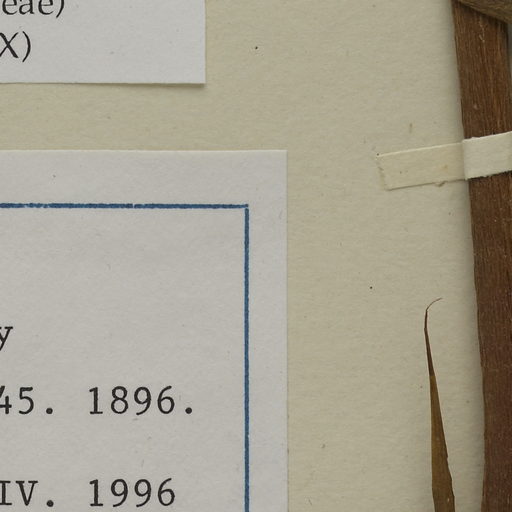 eae)
X)
y
45. 1896.
IV. 1996